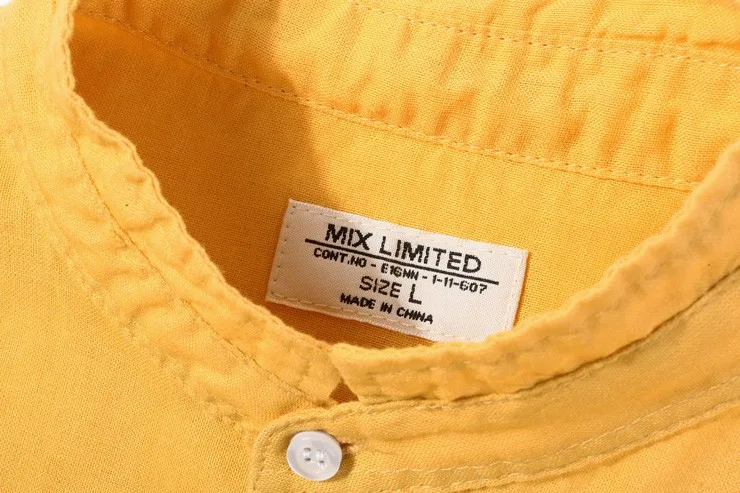 MIX LIMITED
CONT.NO - E16NN - 1-11-607
SIZE L
MADE IN CHINA